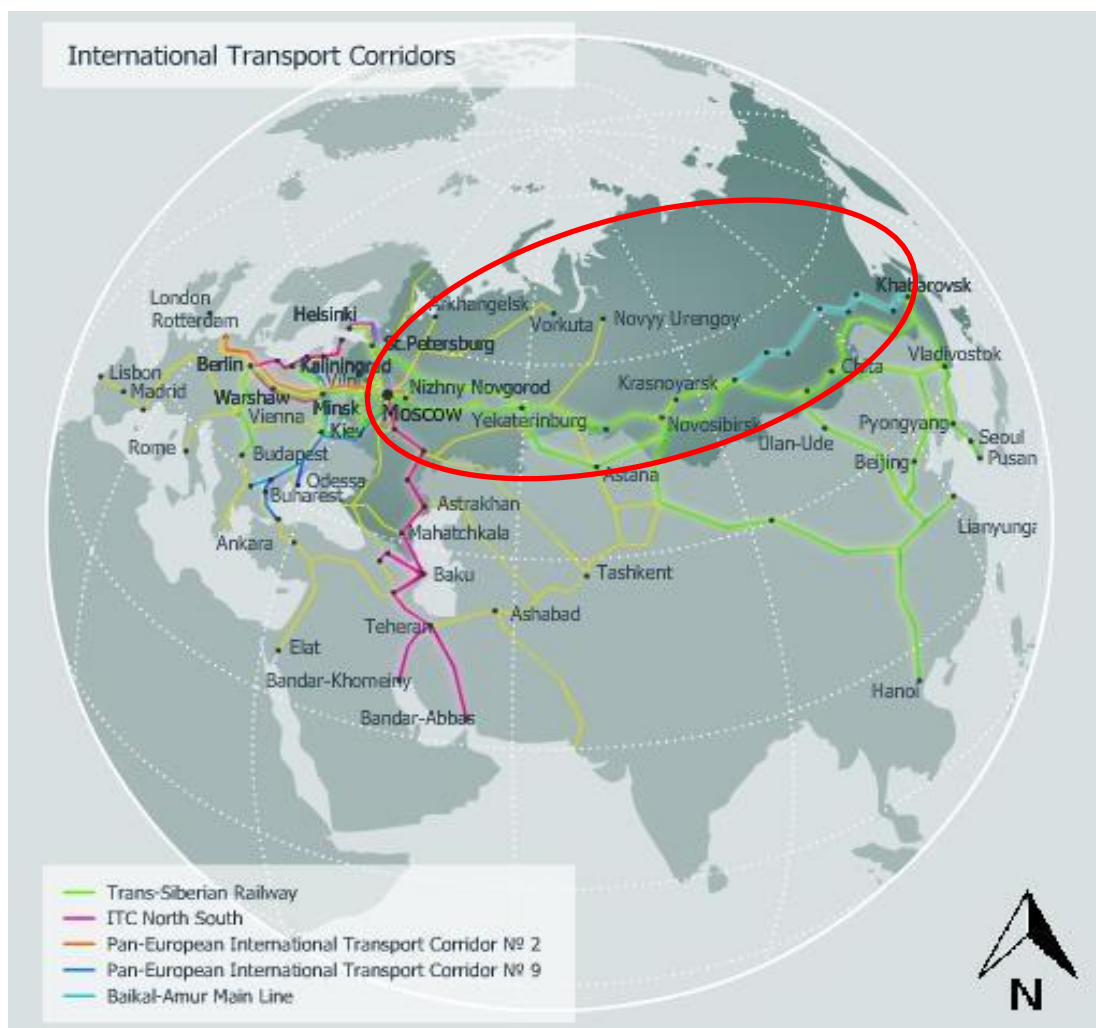 International Transport Corridors
London
Rotterdam
Helsinki
Arkhangelsk
Vorkuta
Novyy Urengoy
Khabarovsk
St.Petersburg
Lisbon
Madrid
Berlin
Kaliningrad
Nizhny Novgorod
Krasnoyarsk
Chita
Vladivostok
Warshaw
Vienna
Minsk
Moscow
Yekaterinburg
Novosibirsk
Ulan-Ude
Pyongyang
Seoul
Pusan
Rome
Kiev
Budapest
Odessa
Buharest
Astana
Beijing
Astrakhan
Lianyunga
Ankara
Mahatchkala
Baku
Tashkent
Teheran
Ashabad
Elat
Bandar-Khomeiny
Hanoi
Bandar-Abbas
Trans-Siberian Railway
ITC North South
Pan-European International Transport Corridor № 2
Pan-European International Transport Corridor № 9
Baikal-Amur Main Line
N